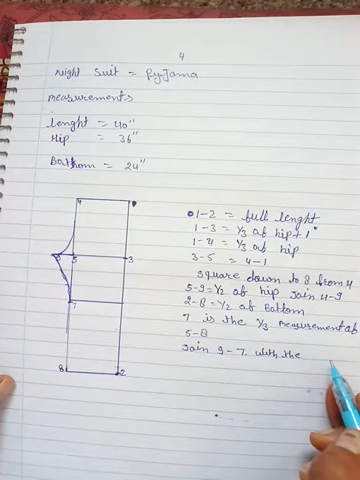 4
Night Suit = Pyjama
measurements
lenght = 40"
Hip = 36"
Bathom = 24"
1-2 = full lenght
1-3 = 1/3 of hip + 1"
1-4 = 1/3 of hip
3-5 = 4-1
Square down to 8 from 4
5-9 = 1/2 of hip Join 4-9
2-8 = 1/2 of Bottom
7 is the 1/3 measurement of
5-8
Join 9-7 with the
4
5
3
7
8
2